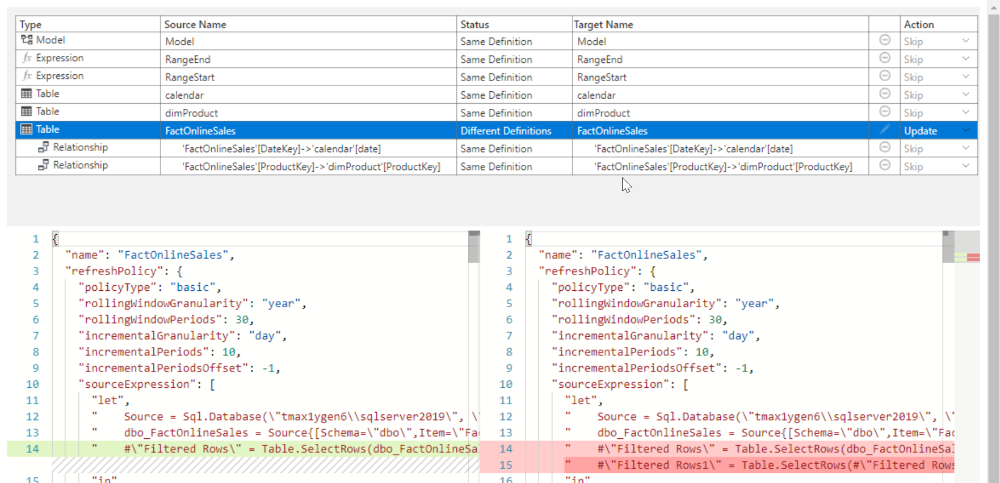 Type Source Name Status Target Name Action
Model Model Same Definition Model Skip
fx Expression RangeEnd Same Definition RangeEnd Skip
fx Expression RangeStart Same Definition RangeStart Skip
Table calendar Same Definition calendar Skip
Table dimProduct Same Definition dimProduct Skip
Table FactOnlineSales Different Definitions FactOnlineSales Update
Relationship 'FactOnlineSales'[DateKey]->'calendar'[date] Same Definition 'FactOnlineSales'[DateKey]->'calendar'[date] Skip
Relationship 'FactOnlineSales'[ProductKey]->'dimProduct'[ProductKey] Same Definition 'FactOnlineSales'[ProductKey]->'dimProduct'[ProductKey] Skip
1 {
2 "name": "FactOnlineSales",
3 "refreshPolicy": {
4 "policyType": "basic",
5 "rollingWindowGranularity": "year",
6 "rollingWindowPeriods": 30,
7 "incrementalGranularity": "day",
8 "incrementalPeriods": 10,
9 "incrementalPeriodsOffset": -1,
10 "sourceExpression": [
11 "let",
12 "    Source = Sql.Database(\"tmax1ygen6\\sqlserver2019\", \"
13 "    dbo_FactOnlineSales = Source{[Schema=\"dbo\",Item=\"Fa
14 "    #\"Filtered Rows\" = Table.SelectRows(dbo_FactOnlineSa
15 "in"
1 {
2 "name": "FactOnlineSales",
3 "refreshPolicy": {
4 "policyType": "basic",
5 "rollingWindowGranularity": "year",
6 "rollingWindowPeriods": 30,
7 "incrementalGranularity": "day",
8 "incrementalPeriods": 10,
9 "incrementalPeriodsOffset": -1,
10 "sourceExpression": [
11 "let",
12 "    Source = Sql.Database(\"tmax1ygen6\\sqlserver2019\", \"
13 "    dbo_FactOnlineSales = Source{[Schema=\"dbo\",Item=\"Fac
14 "    #\"Filtered Rows\" = Table.SelectRows(dbo_FactOnlineSal
15 "    #\"Filtered Rows1\" = Table.SelectRows(#\"Filtered Rows
16 "in"